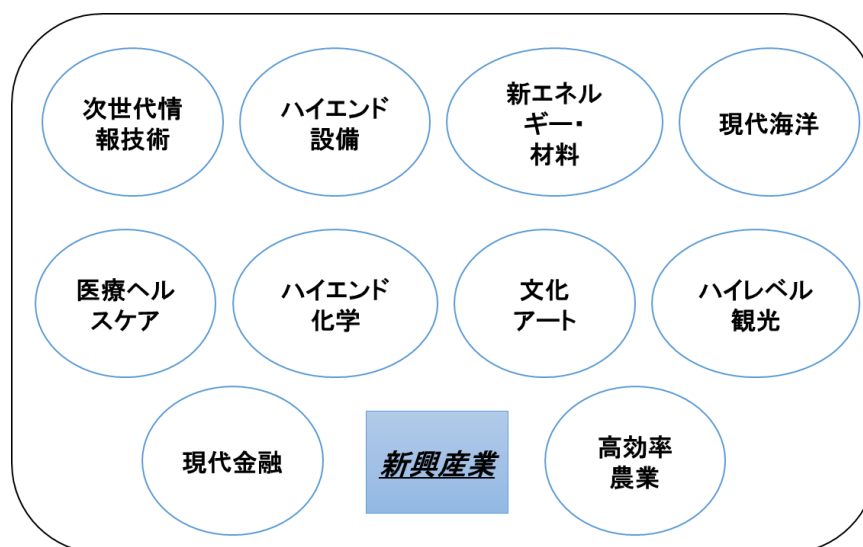 次世代情
報技術
ハイエンド
設備
新エネル
ギー・
材料
現代海洋
医療ヘル
スケア
ハイエンド
化学
文化
アート
ハイレベル
観光
現代金融
新興産業
高効率
農業